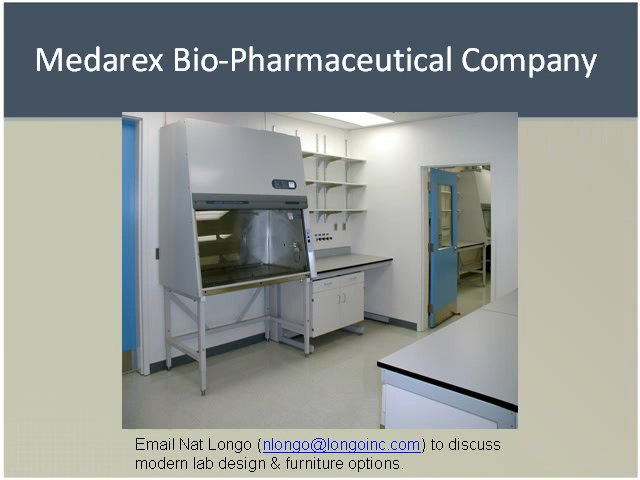 Medarex Bio-Pharmaceutical Company
Email Nat Longo (nlongo@longoinc.com) to discuss
modern lab design & furniture options.